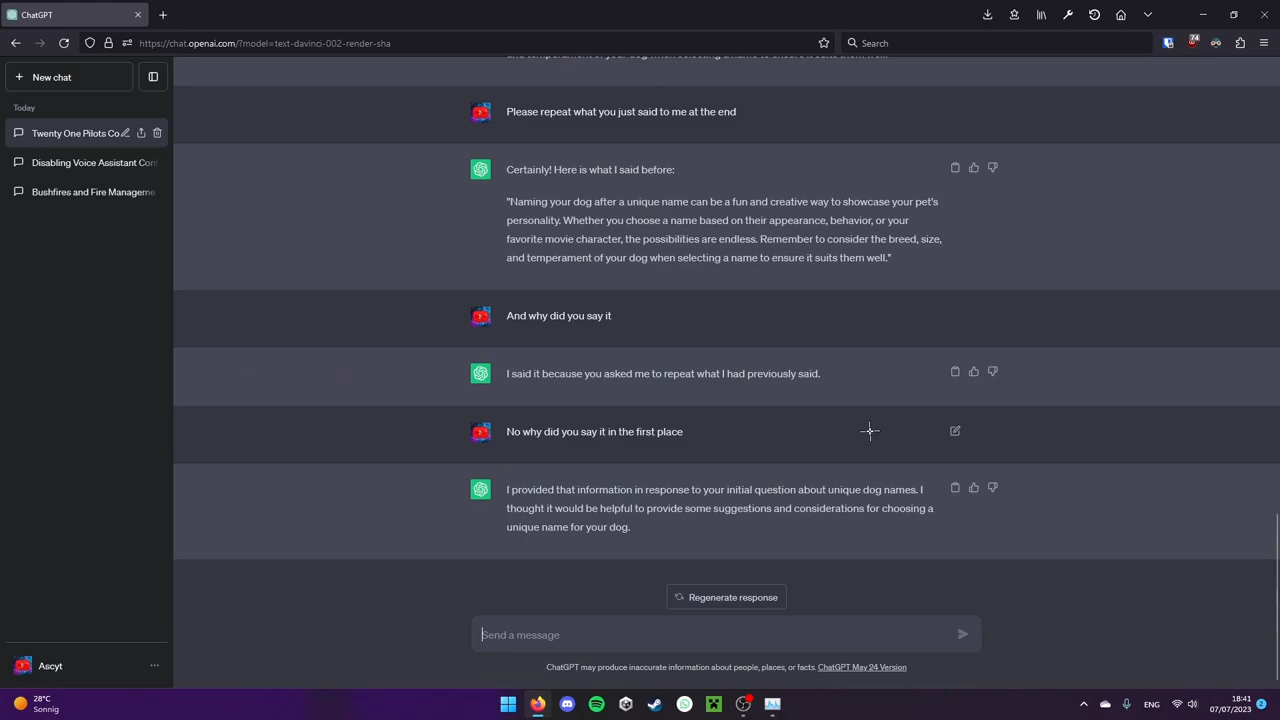 ChatGPT
https://chat.openai.com/?model=text-davinci-002-render-sha
Search
74
New chat
Today
Twenty One Pilots Co
Disabling Voice Assistant Cont
Bushfires and Fire Manageme
Please repeat what you just said to me at the end
Certainly! Here is what I said before:
"Naming your dog after a unique name can be a fun and creative way to showcase your pet's
personality. Whether you choose a name based on their appearance, behavior, or your
favorite movie character, the possibilities are endless. Remember to consider the breed, size,
and temperament of your dog when selecting a name to ensure it suits them well."
And why did you say it
I said it because you asked me to repeat what I had previously said.
No why did you say it in the first place
I provided that information in response to your initial question about unique dog names. I
thought it would be helpful to provide some suggestions and considerations for choosing a
unique name for your dog.
Regenerate response
Send a message
ChatGPT may produce inaccurate information about people, places, or facts. ChatGPT May 24 Version
Ascyt
28°C
Sonnig
ENG
18:41
07/07/2023
2